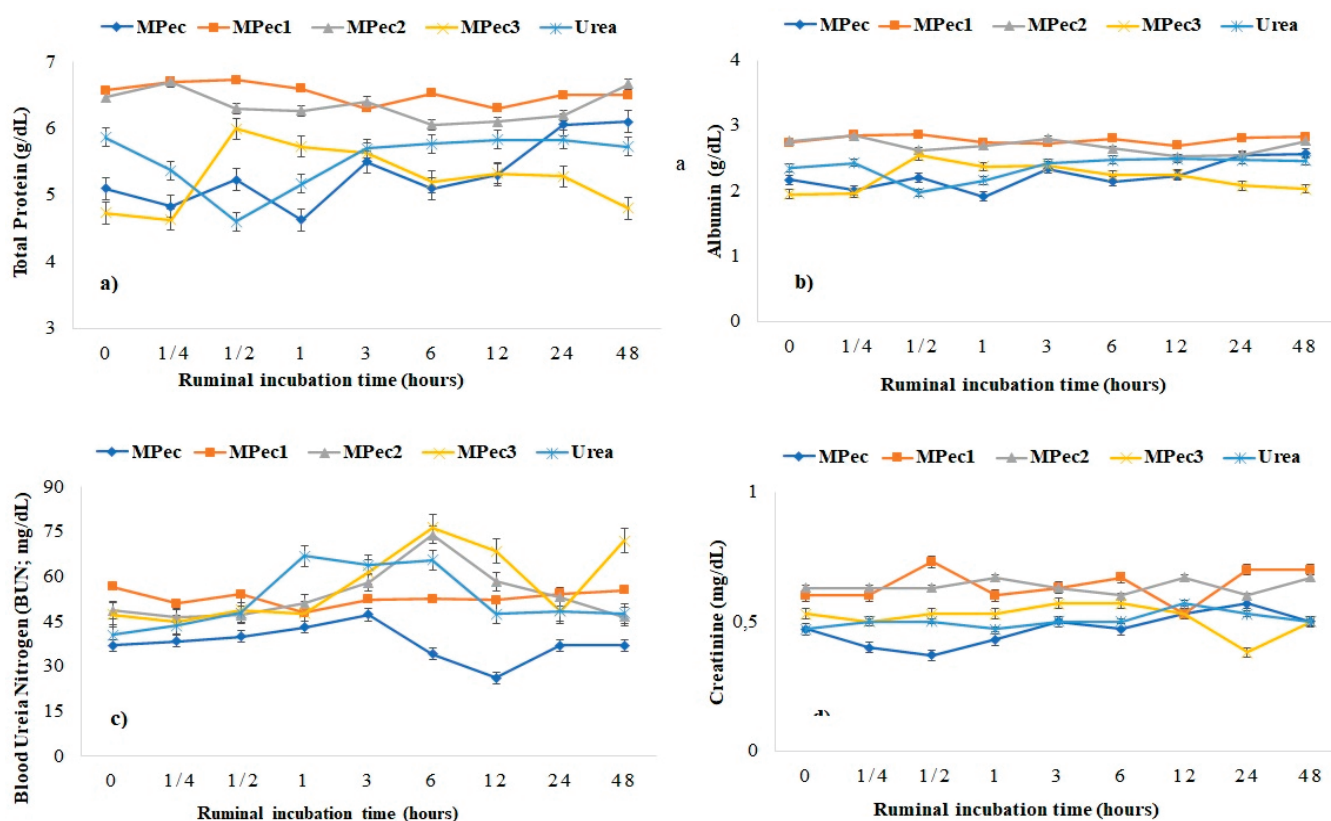 MPec MPec1 MPec2 MPec3 Urea
Total Protein (g/dL)
7
6
5
4
3
a)
0 1/4 1/2 1 3 6 12 24 48
Ruminal incubation time (hours)
MPec MPec1 MPec2 MPec3 Urea
a
Albumin (g/dL)
4
3
2
1
0
b)
0 1/4 1/2 1 3 6 12 24 48
Ruminal incubation time (hours)
MPec MPec1 MPec2 MPec3 Urea
Blood Ureia Nitrogen (BUN; mg/dL)
90
75
60
45
30
15
0
c)
0 1/4 1/2 1 3 6 12 24 48
Ruminal incubation time (hours)
MPec MPec1 MPec2 MPec3 Urea
Creatinine (mg/dL)
1
0,5
0
d)
0 1/4 1/2 1 3 6 12 24 48
Ruminal incubation time (hours)